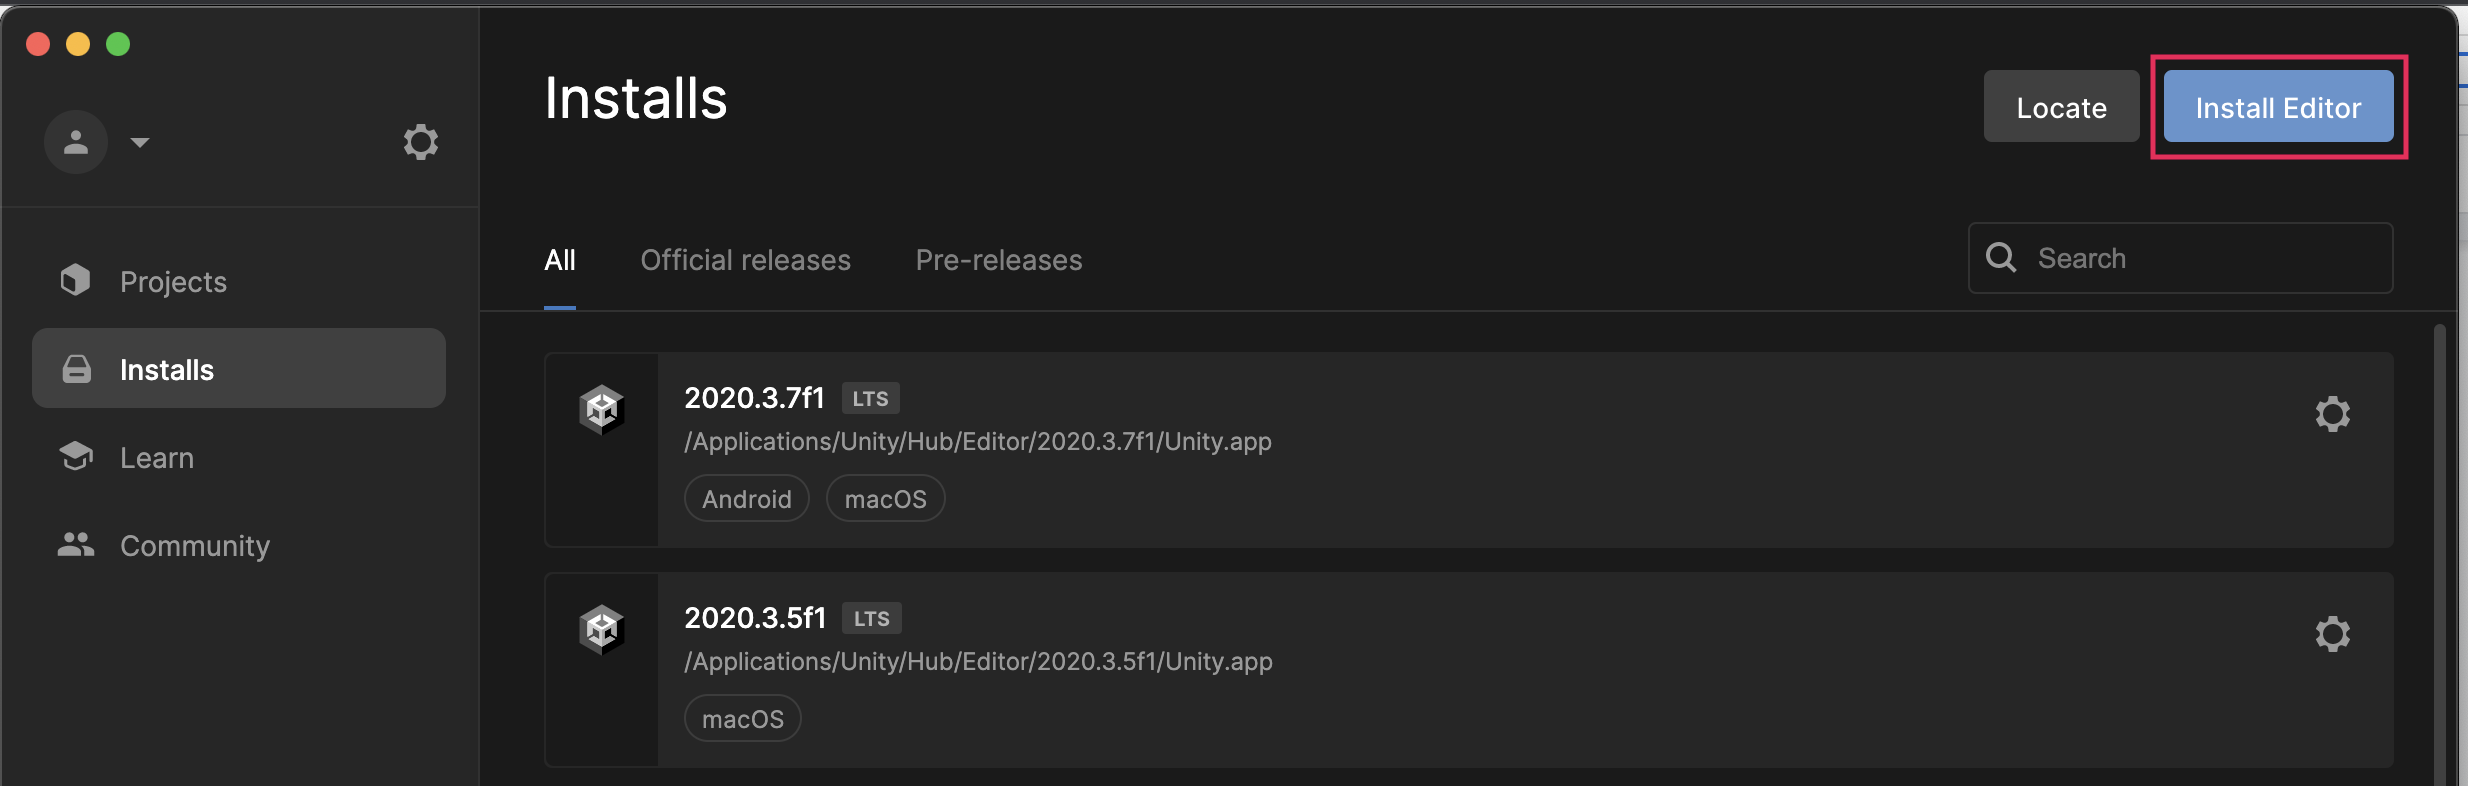 Installs
Locate
Install Editor
Projects
Installs
Learn
Community
All
Official releases
Pre-releases
Search
2020.3.7f1 LTS
/Applications/Unity/Hub/Editor/2020.3.7f1/Unity.app
Android
macOS
2020.3.5f1 LTS
/Applications/Unity/Hub/Editor/2020.3.5f1/Unity.app
macOS